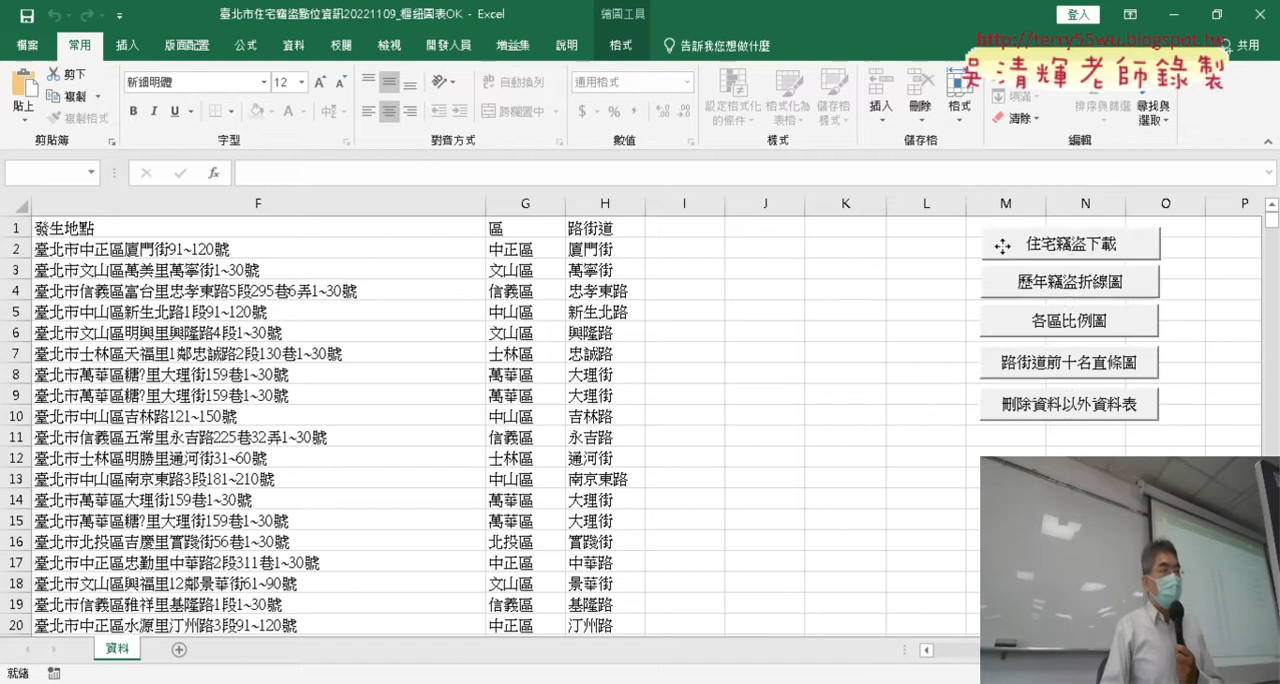 臺北市住宅竊盜點位資訊20221109_樞紐圖表OK - Excel
繪圖工具
登入
檔案 常用 插入 版面配置 公式 資料 校閱 檢視 開發人員 增益集 說明 格式 告訴我您想做什麼 共用
http://terry55wu.blogspot.tw
吳清輝老師錄製
貼上
剪下
複製
複製格式
剪貼簿
新細明體 12
B I U
字型
自動換列
跨欄置中
對齊方式
通用格式
$ % ,
數值
設定格式化的條件
格式化為表格
儲存格樣式
樣式
插入 刪除 格式
儲存格
填滿
清除
排序與篩選
尋找與選取
編輯
fx
F G H I J K L M N O P
1 發生地點 區 路街道
2 臺北市中正區廈門街91~120號 中正區 廈門街
3 臺北市文山區萬美里萬寧街1~30號 文山區 萬寧街
4 臺北市信義區富台里忠孝東路5段295巷6弄1~30號 信義區 忠孝東路
5 臺北市中山區新生北路1段91~120號 中山區 新生北路
6 臺北市文山區明興里興隆路4段1~30號 文山區 興隆路
7 臺北市士林區天福里1鄰忠誠路2段130巷1~30號 士林區 忠誠路
8 臺北市萬華區糖?里大理街159巷1~30號 萬華區 大理街
9 臺北市萬華區糖?里大理街159巷1~30號 萬華區 大理街
10 臺北市中山區吉林路121~150號 中山區 吉林路
11 臺北市信義區五常里永吉路225巷32弄1~30號 信義區 永吉路
12 臺北市士林區明勝里通河街31~60號 士林區 通河街
13 臺北市中山區南京東路3段181~210號 中山區 南京東路
14 臺北市萬華區大理街159巷1~30號 萬華區 大理街
15 臺北市萬華區糖?里大理街159巷1~30號 萬華區 大理街
16 臺北市北投區吉慶里實踐街56巷1~30號 北投區 實踐街
17 臺北市中正區忠勤里中華路2段311巷1~30號 中正區 中華路
18 臺北市文山區興福里12鄰景華街61~90號 文山區 景華街
19 臺北市信義區雅祥里基隆路1段1~30號 信義區 基隆路
20 臺北市中正區水源里汀州路3段91~120號 中正區 汀州路
住宅竊盜下載
歷年竊盜折線圖
各區比例圖
路街道前十名直條圖
刪除資料以外資料表
資料
就緒